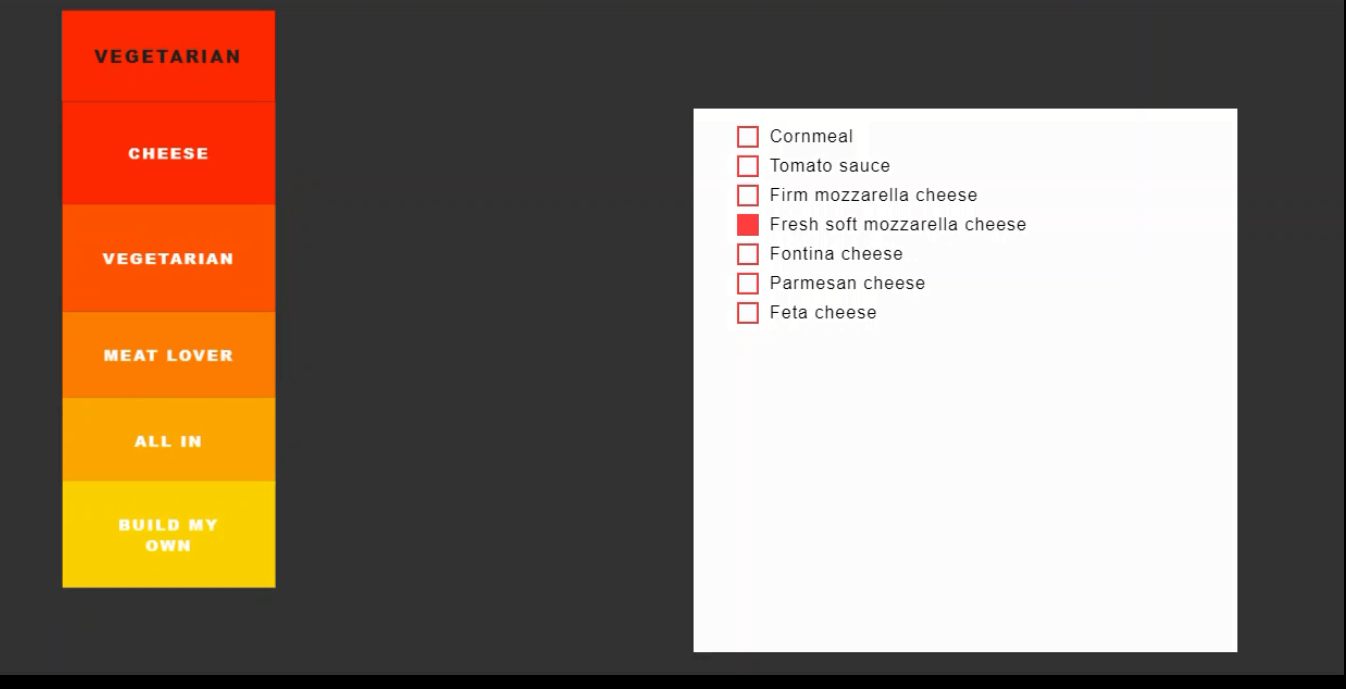 VEGETARIAN
CHEESE
VEGETARIAN
MEAT LOVER
ALL IN
BUILD MY
OWN
Cornmeal
Tomato sauce
Firm mozzarella cheese
Fresh soft mozzarella cheese
Fontina cheese
Parmesan cheese
Feta cheese